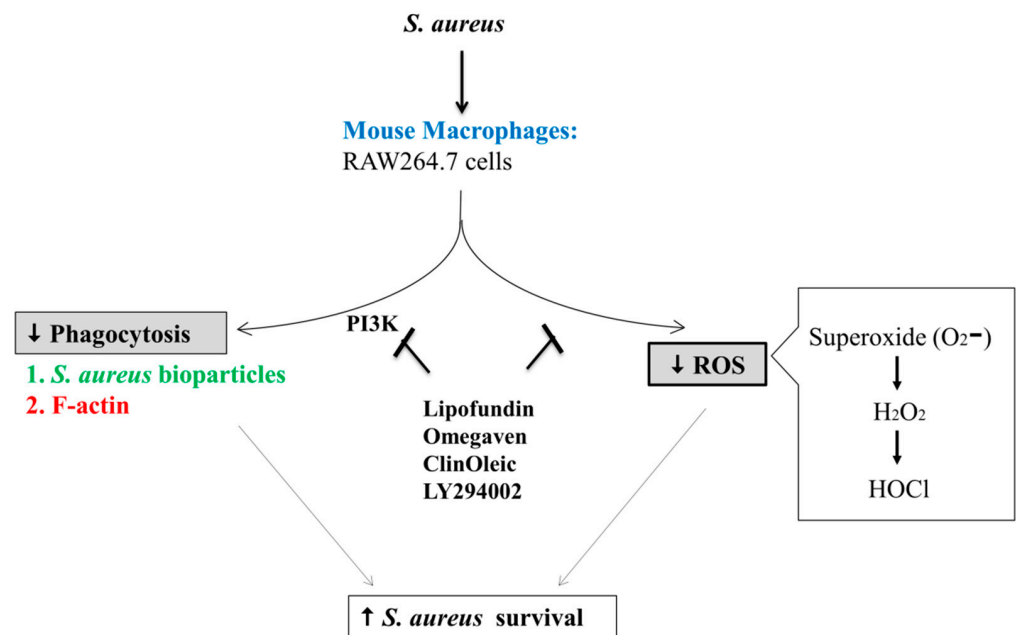 S. aureus
Mouse Macrophages:
RAW264.7 cells
PI3K
↓ Phagocytosis
1. S. aureus bioparticles
2. F-actin
Lipofundin
Omegaven
ClinOleic
LY294002
↓ ROS
Superoxide (O2−)
H2O2
HOCl
↑ S. aureus survival